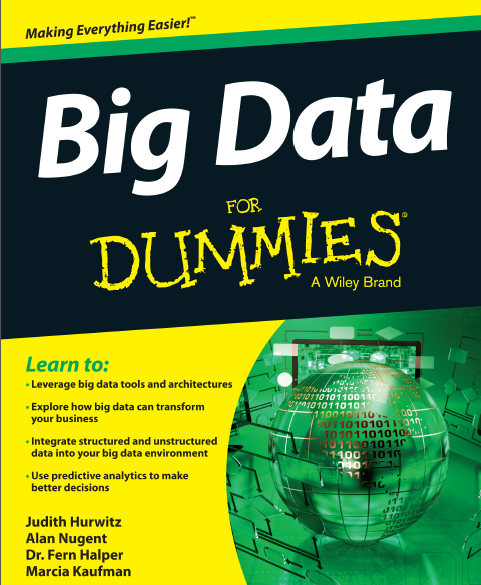 Making Everything Easier!™
Big Data
FOR
DUMMIES®
A Wiley Brand
Learn to:
• Leverage big data tools and architectures
• Explore how big data can transform
your business
• Integrate structured and unstructured
data into your big data environment
• Use predictive analytics to make
better decisions
Judith Hurwitz
Alan Nugent
Dr. Fern Halper
Marcia Kaufman